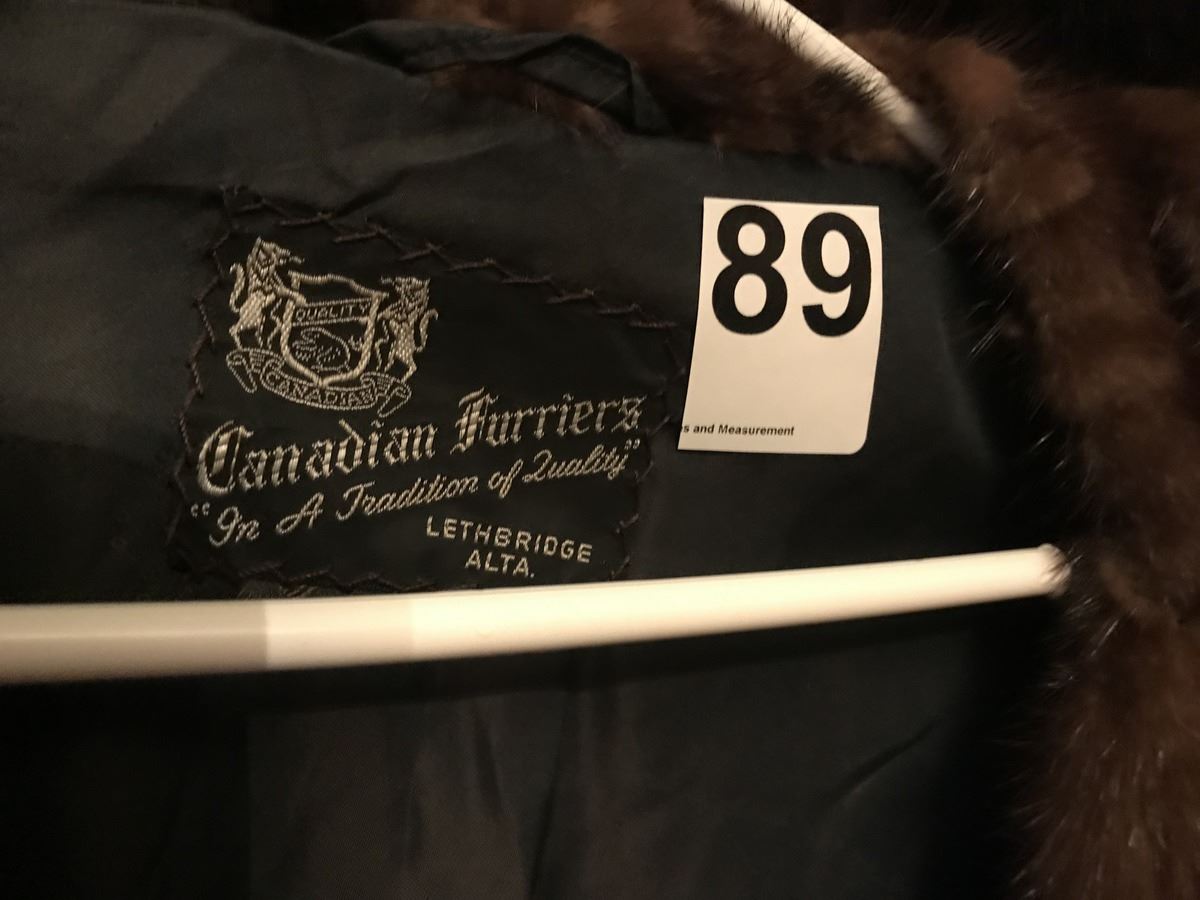 QUALITY
CANADIAN
Canadian Furriers
"In A Tradition of Quality"
LETHBRIDGE
ALTA.
89
s and Measurement